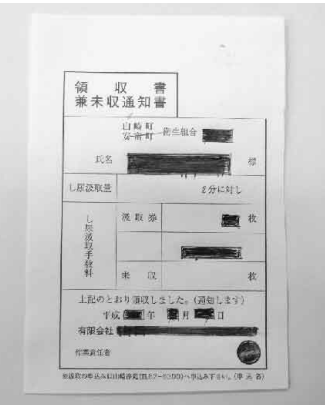 領収書
兼未収通知書
山崎町
安富町 衛生組合
氏名 様
し尿汲取量 ℓ分に対し
し尿汲取手数料
汲取券 枚
未収 枚
上記のとおり領収しました。(通知します)
平成 年 月 日
有限会社
作業責任者